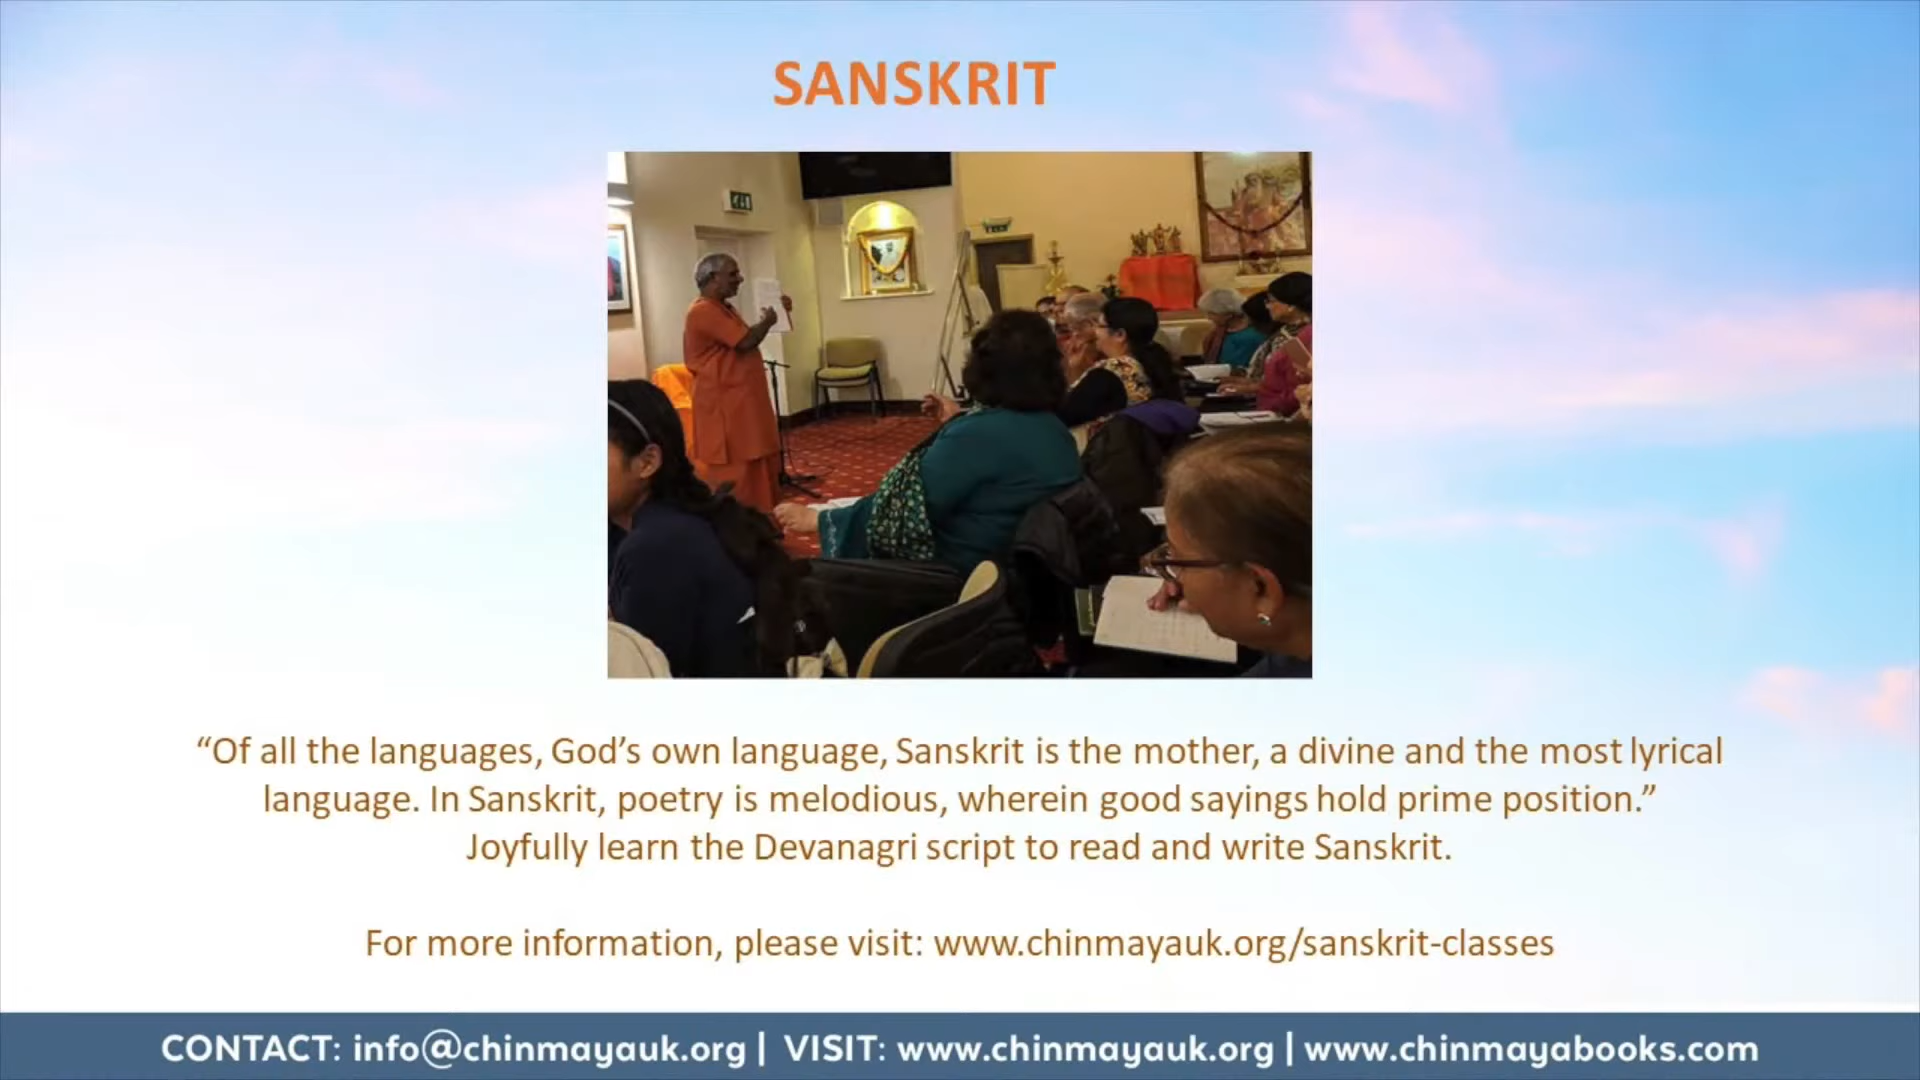 SANSKRIT
“Of all the languages, God’s own language, Sanskrit is the mother, a divine and the most lyrical
language. In Sanskrit, poetry is melodious, wherein good sayings hold prime position.”
Joyfully learn the Devanagri script to read and write Sanskrit.
For more information, please visit: www.chinmayauk.org/sanskrit-classes
CONTACT: info@chinmayauk.org | VISIT: www.chinmayauk.org | www.chinmayabooks.com